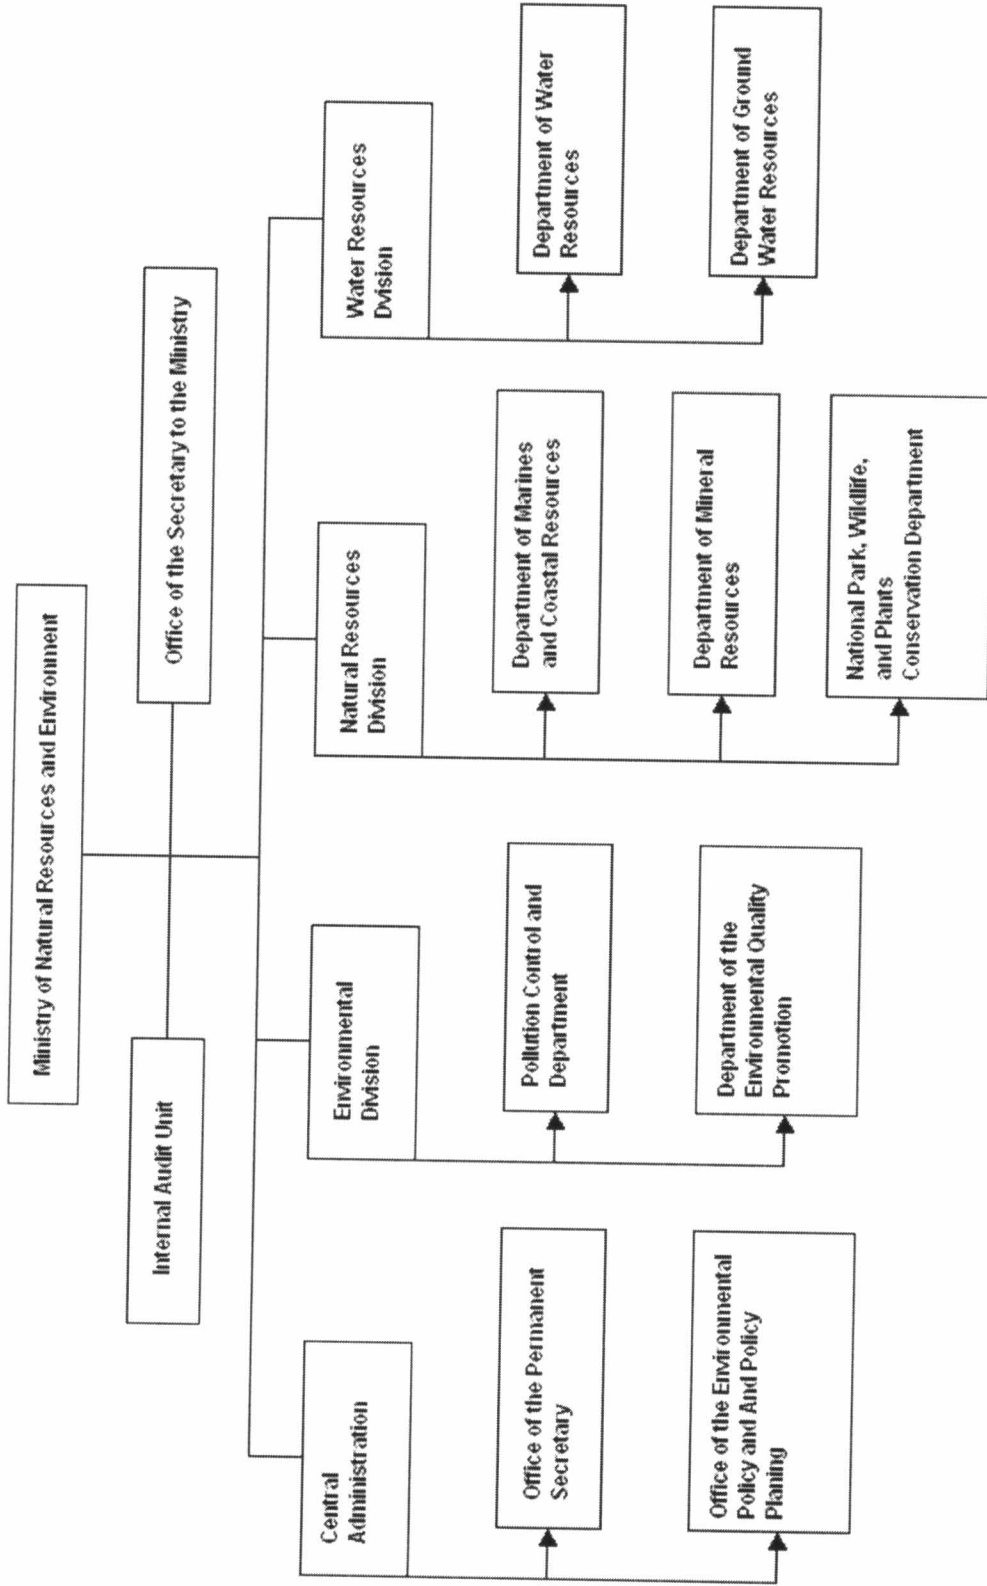 Ministry of Natural Resources and Environment
Internal Audit Unit
Office of the Secretary to the Ministry
Central
Administration
Office of the Permanent
Secretary
Office of the Environmental
Policy and And Policy
Planing
Environmental
Division
Pollution Control and
Department
Department of the
Environmental Quality
Promotion
Natural Resources
Division
Department of Marines
and Coastal Resources
Department of Mineral
Resources
National Park, Wildlife,
and Plants
Conservation Department
Water Resources
Dvision
Department of Water
Resources
Department of Ground
Water Resources